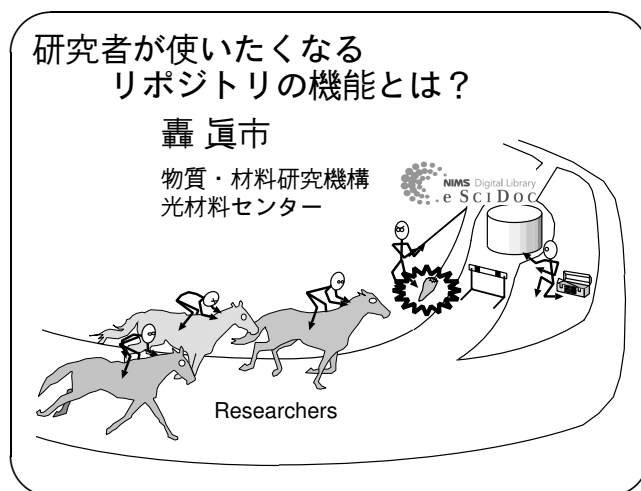 研究者が使いたくなる
リポジトリの機能とは？
轟 眞市
物質・材料研究機構
光材料センター
NIMS Digital Library
eSciDoc
Researchers